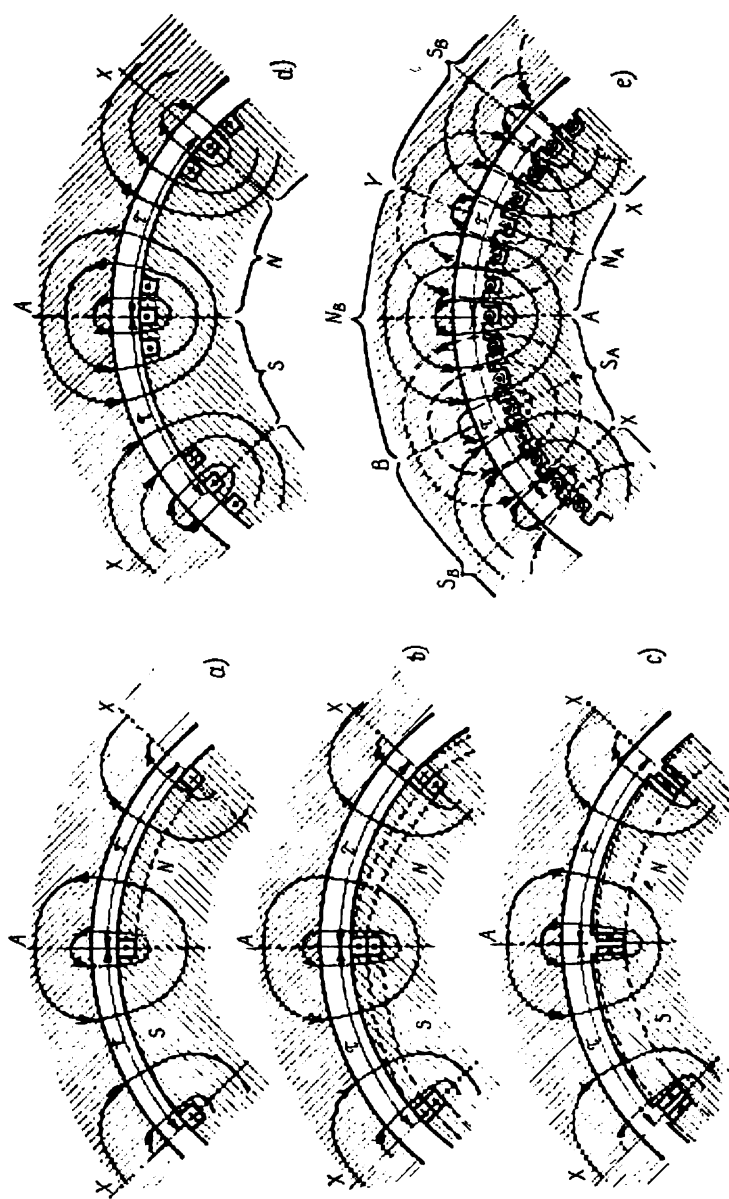 A
X X
τ τ
S N
a)
A
X X
τ τ
S N
b)
A
X X
τ τ
S N
c)
A
X X
τ τ
S N
d)
N_B
S_B B Y S_B
τ τ
X A X
S_A N_A
e)